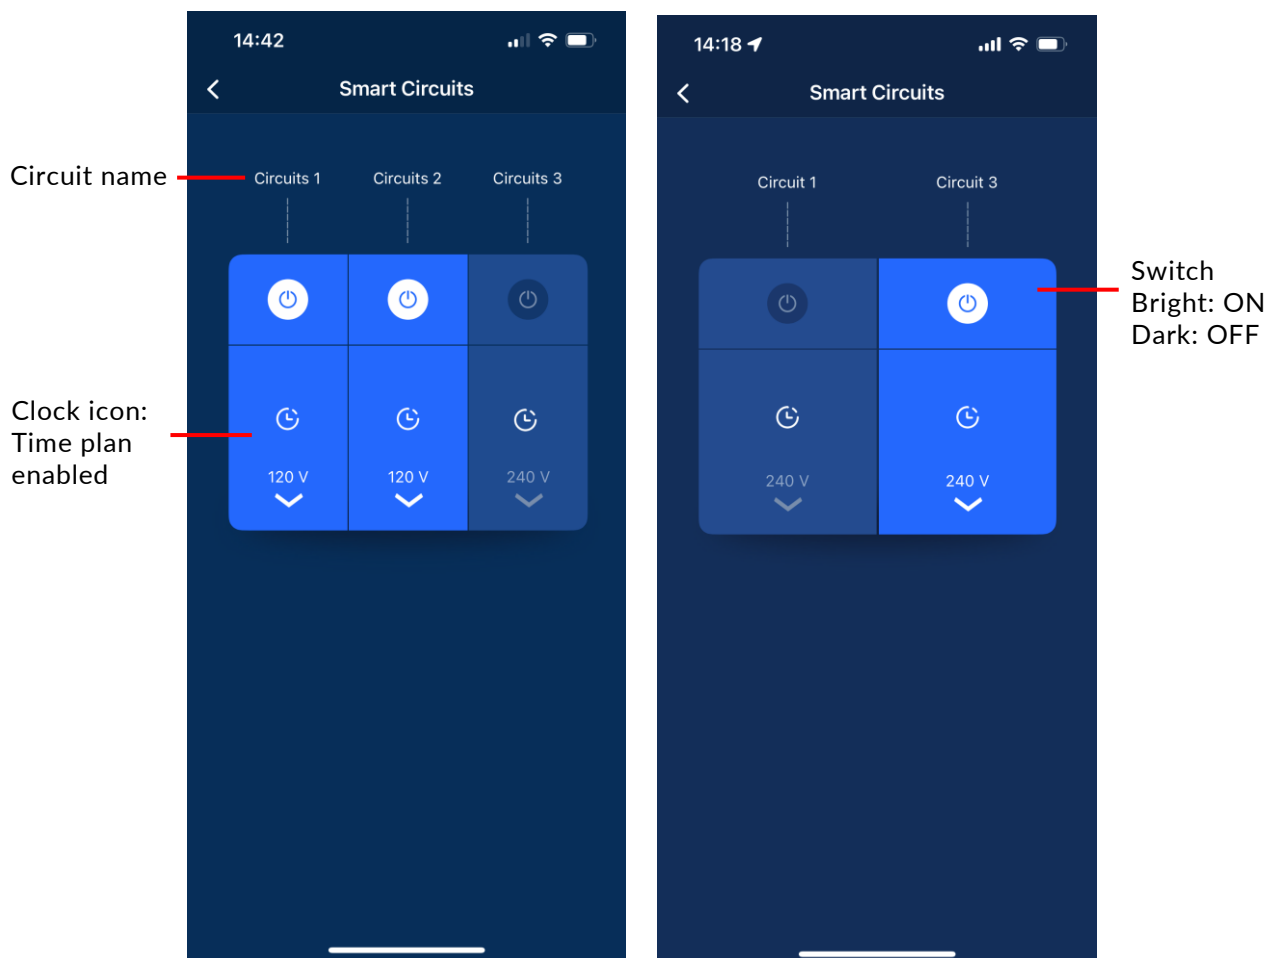 14:42
Smart Circuits
Circuit name
Circuits 1
Circuits 2
Circuits 3
Clock icon:
Time plan
enabled
120 V
120 V
240 V
14:18
Smart Circuits
Circuit 1
Circuit 3
240 V
240 V
Switch
Bright: ON
Dark: OFF